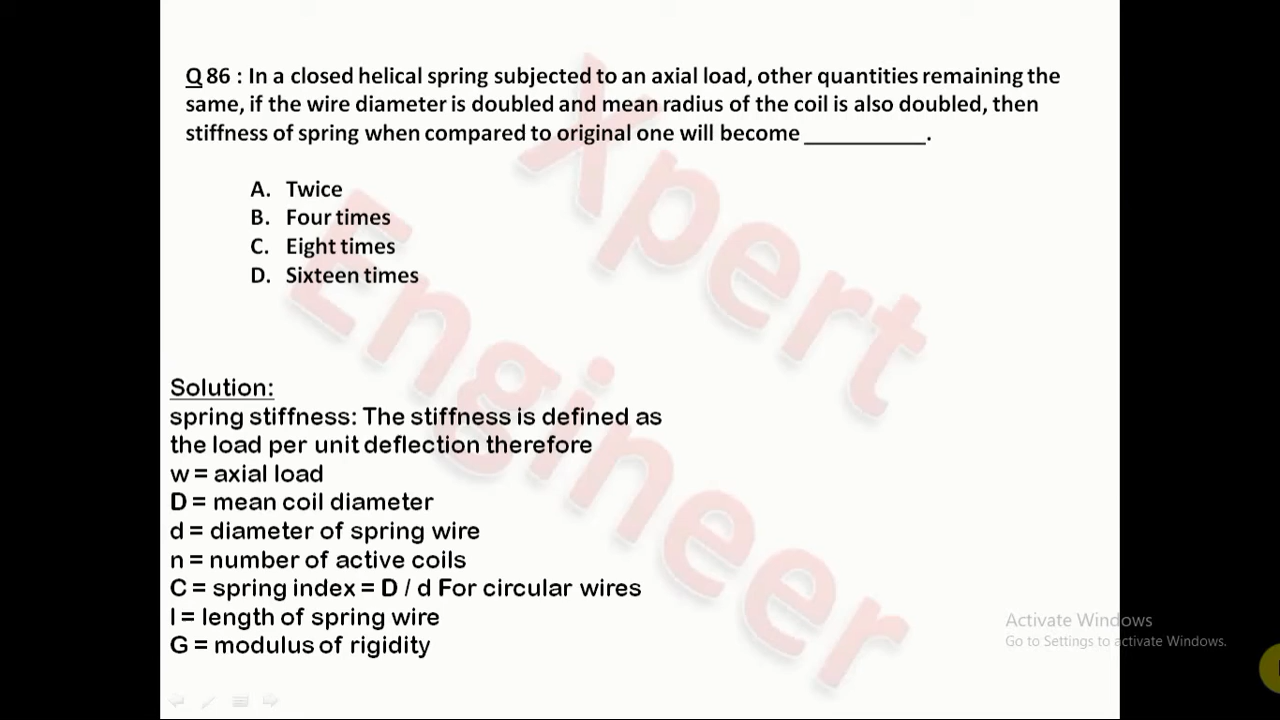 Q 86 : In a closed helical spring subjected to an axial load, other quantities remaining the
same, if the wire diameter is doubled and mean radius of the coil is also doubled, then
stiffness of spring when compared to original one will become ___________.
A. Twice
B. Four times
C. Eight times
D. Sixteen times
Xpert
Engineer
Solution:
spring stiffness: The stiffness is defined as
the load per unit deflection therefore
w = axial load
D = mean coil diameter
d = diameter of spring wire
n = number of active coils
C = spring index = D / d For circular wires
l = length of spring wire
G = modulus of rigidity
Activate Windows
Go to Settings to activate Windows.